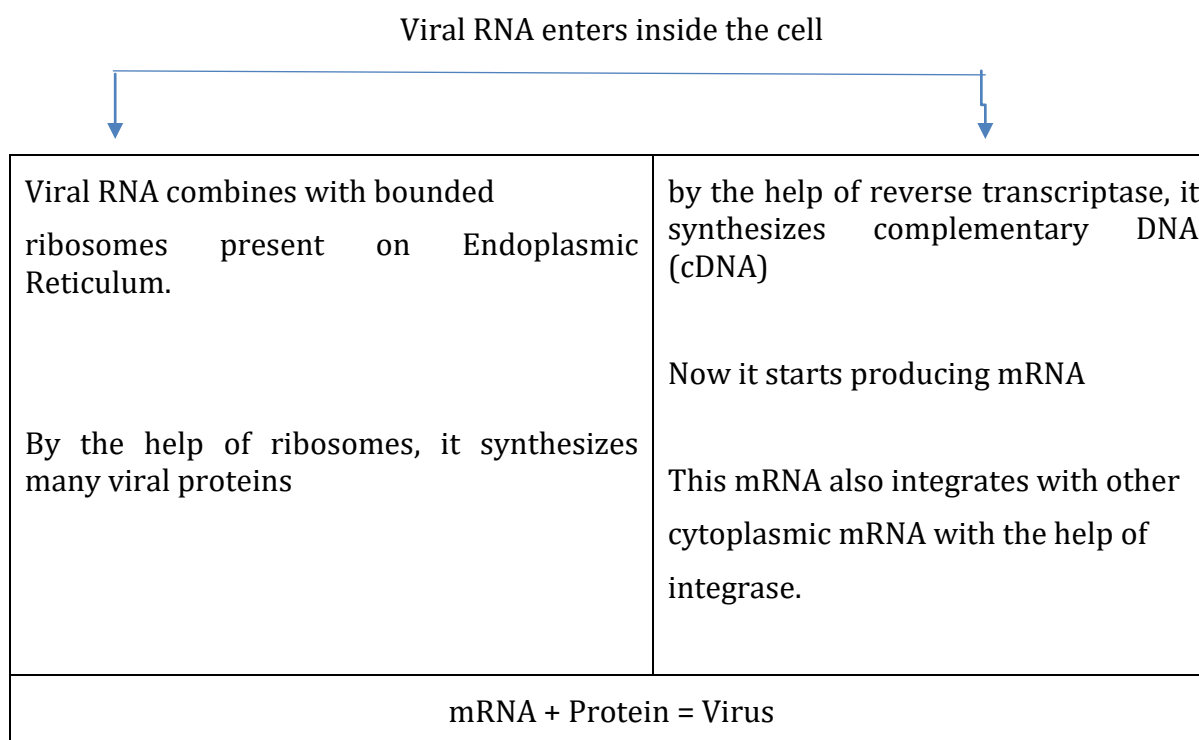 Viral RNA enters inside the cell
Viral RNA combines with bounded
ribosomes present on Endoplasmic
Reticulum.
By the help of ribosomes, it synthesizes
many viral proteins
by the help of reverse transcriptase, it
synthesizes complementary DNA
(cDNA)
Now it starts producing mRNA
This mRNA also integrates with other
cytoplasmic mRNA with the help of
integrase.
mRNA + Protein = Virus